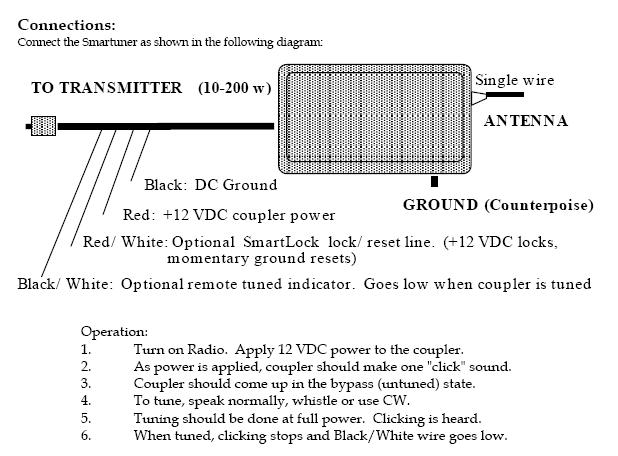 Connections:
Connect the Smartuner as shown in the following diagram:
TO TRANSMITTER (10-200 w)
Single wire
ANTENNA
Black: DC Ground
GROUND (Counterpoise)
Red: +12 VDC coupler power
Red/ White: Optional SmartLock lock/ reset line. (+12 VDC locks,
momentary ground resets)
Black/ White: Optional remote tuned indicator. Goes low when coupler is tuned
Operation:
1. Turn on Radio. Apply 12 VDC power to the coupler.
2. As power is applied, coupler should make one "click" sound.
3. Coupler should come up in the bypass (untuned) state.
4. To tune, speak normally, whistle or use CW.
5. Tuning should be done at full power. Clicking is heard.
6. When tuned, clicking stops and Black/White wire goes low.